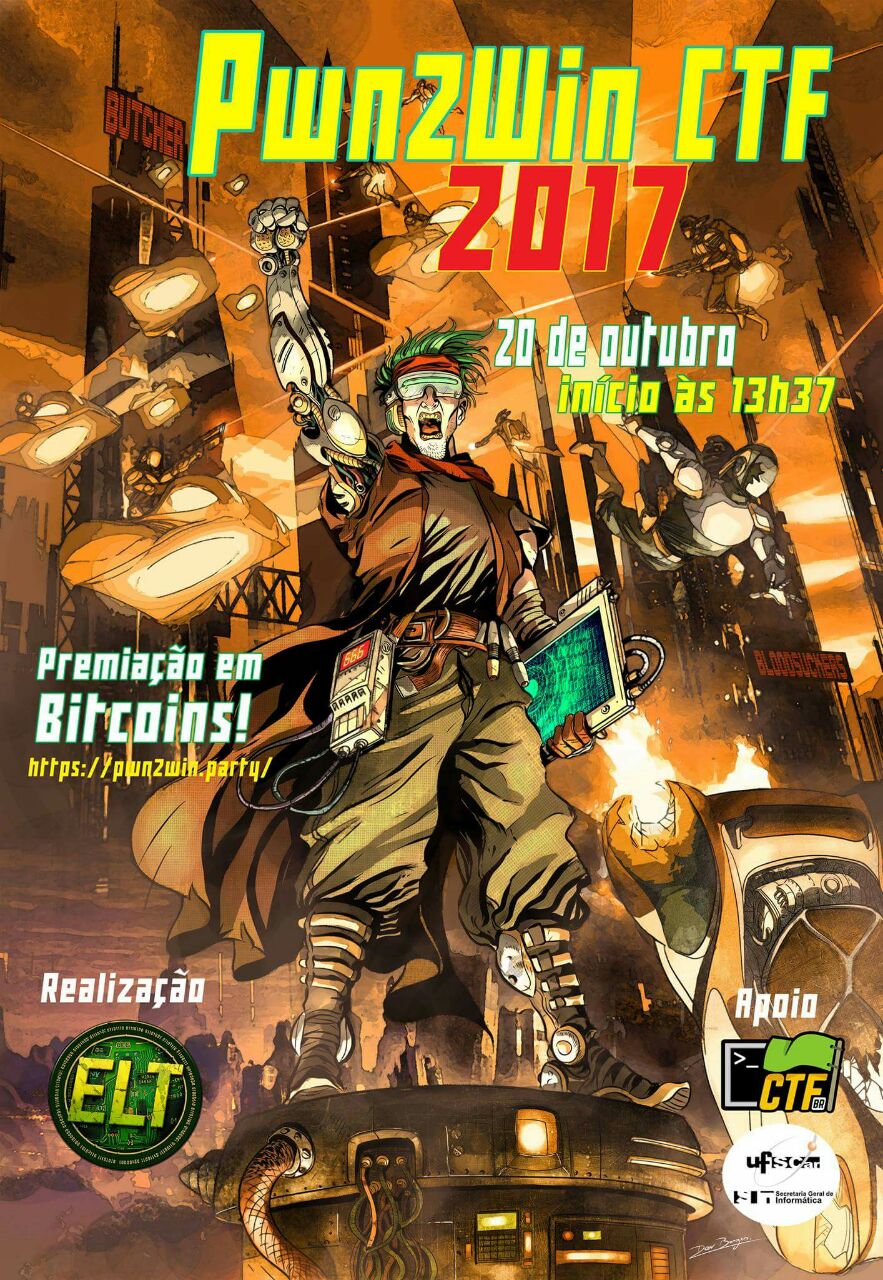 BUTCHER
Pwn2Win CTF
2017
20 de outubro
início às 13h37
666
BLOODSUCKERS
Premiação em
Bitcoins!
https://pwn2win.party/
Realização
ELT
Apoio
>_
CTF
BR
ufscar
SIn Secretaria Geral de
Informática